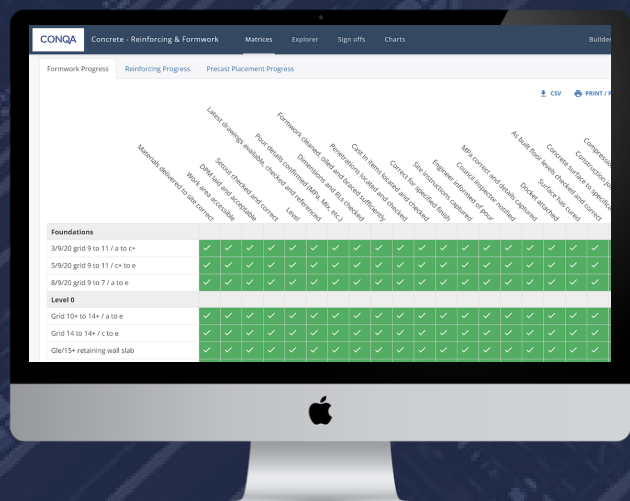 CONQA
Concrete - Reinforcing & Formwork
Matrices
Explorer
Sign offs
Charts
Builder
Formwork Progress
Reinforcing Progress
Precast Placement Progress
CSV
PRINT /
Materials delivered to site correct
Work area accessible
DPM laid and acceptable
Setout checked and correct
Latest drawings available, checked and referenced
Level
Pour details confirmed (MPa, Mix, etc.)
Dimensions and RLs checked
Formwork cleaned, oiled and braced sufficiently
Penetrations located and checked
Cast in items located and checked
Correct for specified finish
Site instructions captured
Engineer informed of pour
Council inspector notified
MPa correct and details captured
Docket attached
As built floor levels checked and correct
Surface has cured
Concrete surface to
Construction
Foundations
3/9/20 grid 9 to 11 / a to c+
5/9/20 grid 9 to 11 / c+ to e
8/9/20 grid 9 to 7 / a to e
Level 0
Grid 10+ to 14+ / a to e
Grid 14 to 14+ / c to e
Gle/15+ retaining wall slab